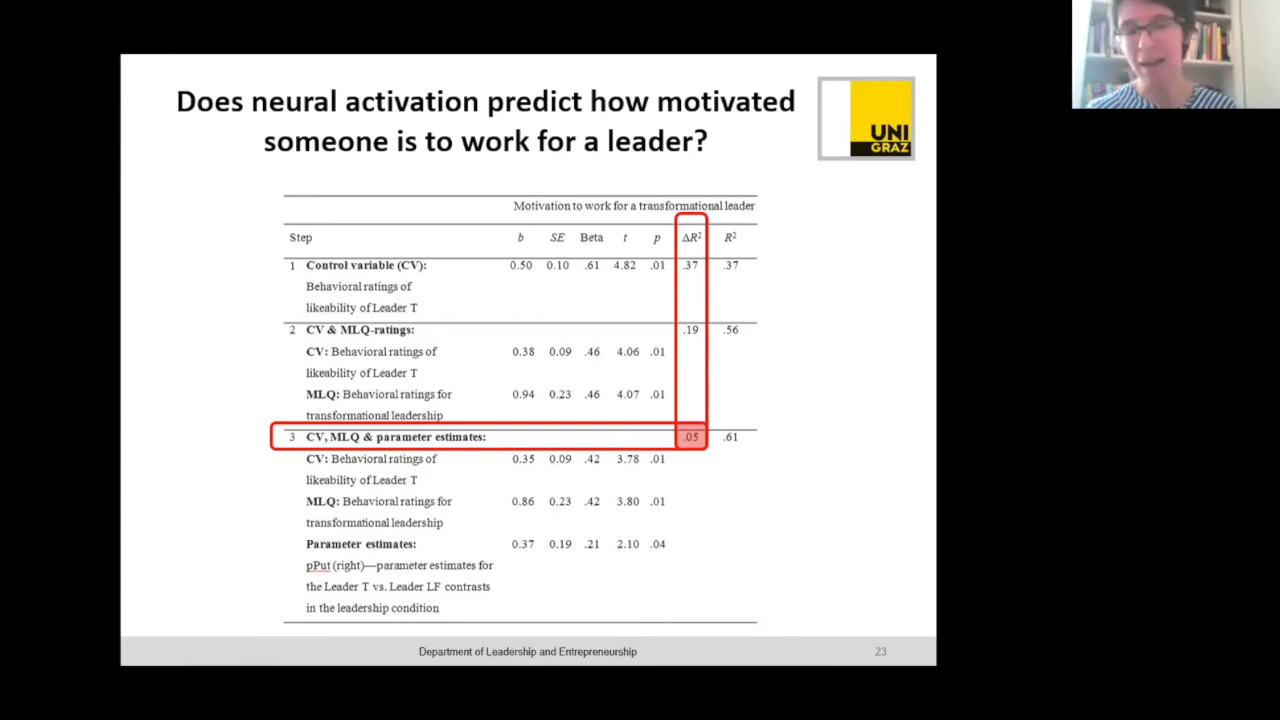 Does neural activation predict how motivated
someone is to work for a leader?
UNI
GRAZ
Motivation to work for a transformational leader
Step b SE Beta t p ΔR² R²
1 Control variable (CV): 0.50 0.10 .61 4.82 .01 .37 .37
Behavioral ratings of
likeability of Leader T
2 CV & MLQ-ratings: .19 .56
CV: Behavioral ratings of 0.38 0.09 .46 4.06 .01
likeability of Leader T
MLQ: Behavioral ratings for 0.94 0.23 .46 4.07 .01
transformational leadership
3 CV, MLQ & parameter estimates: .05 .61
CV: Behavioral ratings of 0.35 0.09 .42 3.78 .01
likeability of Leader T
MLQ: Behavioral ratings for 0.86 0.23 .42 3.80 .01
transformational leadership
Parameter estimates: 0.37 0.19 .21 2.10 .04
pPut (right)—parameter estimates for
the Leader T vs. Leader LF contrasts
in the leadership condition
Department of Leadership and Entrepreneurship 23